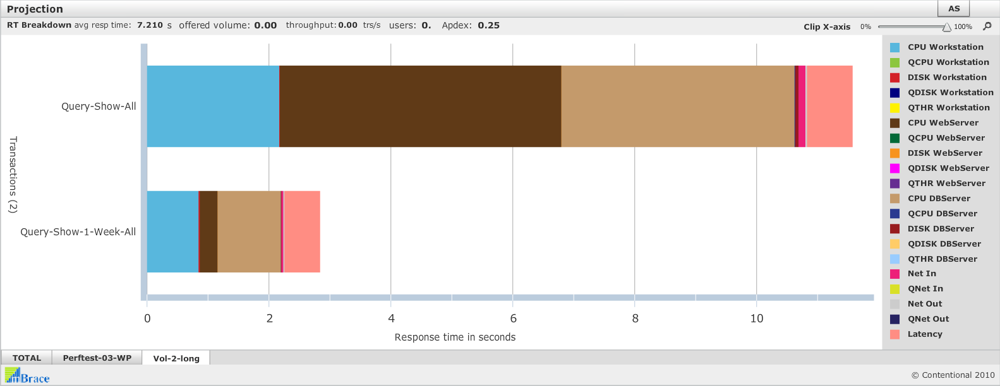 Projection
AS
RT Breakdown avg resp time: 7.210 s offered volume: 0.00 throughput: 0.00 trs/s users: 0. Apdex: 0.25
Clip X-axis 0% 100%
CPU Workstation
QCPU Workstation
DISK Workstation
QDISK Workstation
QTHR Workstation
CPU WebServer
QCPU WebServer
DISK WebServer
QDISK WebServer
QTHR WebServer
CPU DBServer
QCPU DBServer
DISK DBServer
QDISK DBServer
QTHR DBServer
Net In
QNet In
Net Out
QNet Out
Latency
Transactions (2)
Query-Show-All
Query-Show-1-Week-All
0 2 4 6 8 10
Response time in seconds
TOTAL Perftest-03-WP Vol-2-long
Brace
© Contentional 2010